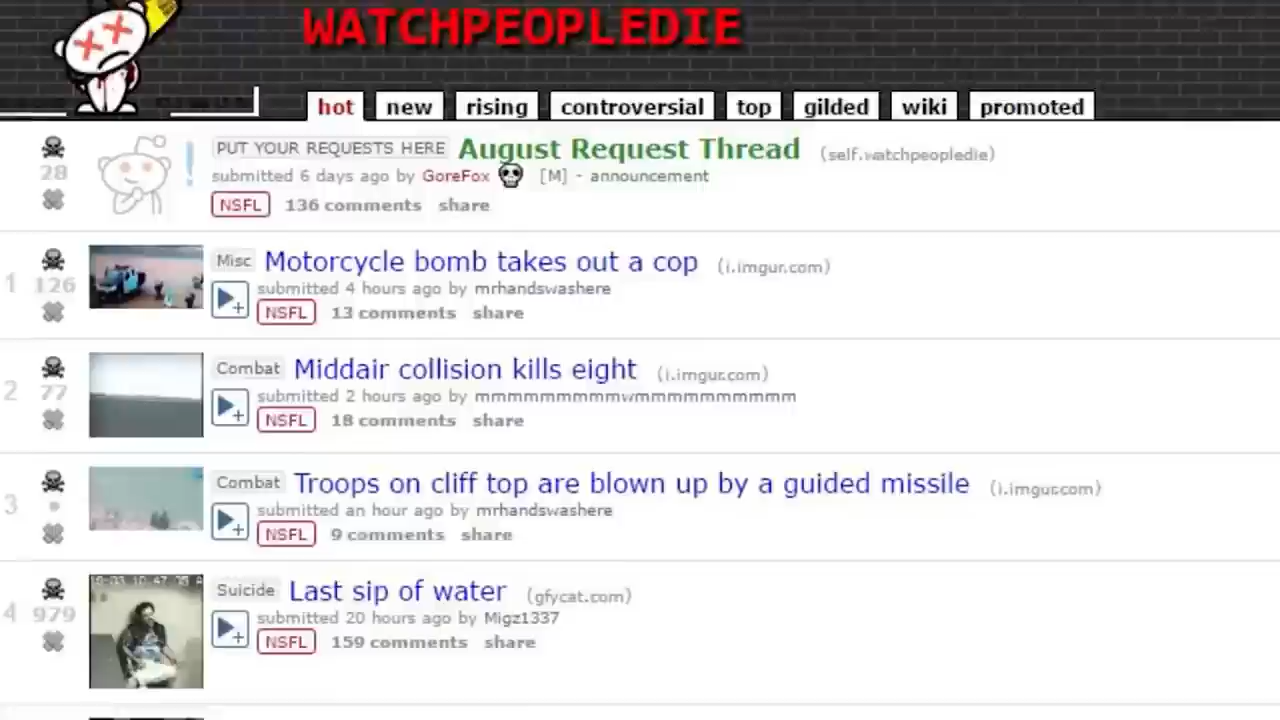 WATCHPEOPLEDIE
hot new rising controversial top gilded wiki promoted
28
PUT YOUR REQUESTS HERE August Request Thread (self.watchpeopledie)
submitted 6 days ago by GoreFox [M] - announcement
NSFL 136 comments share
1 126
Misc Motorcycle bomb takes out a cop (i.imgur.com)
submitted 4 hours ago by mrhandswashere
NSFL 13 comments share
2 77
Combat Middair collision kills eight (i.imgur.com)
submitted 2 hours ago by
NSFL 18 comments share
3 •
Combat Troops on cliff top are blown up by a guided missile (i.imgur.com)
submitted an hour ago by mrhandswashere
NSFL 9 comments share
4 979
Suicide Last sip of water (gfycat.com)
submitted 20 hours ago by Migz1337
NSFL 159 comments share